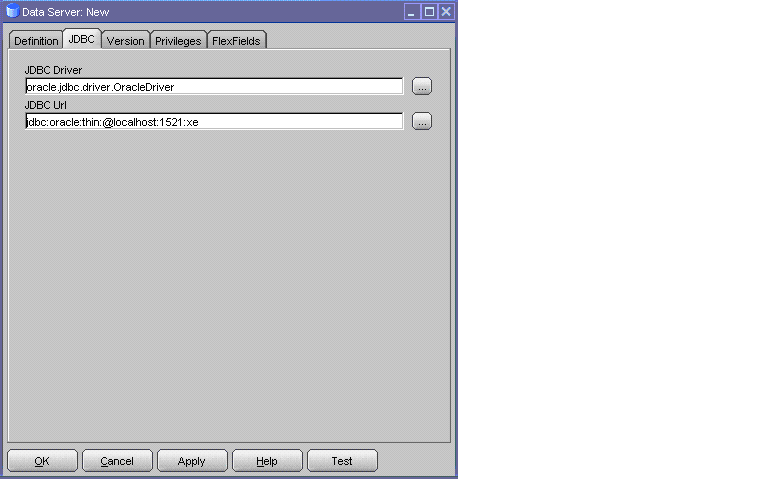 Data Server: New
Definition JDBC Version Privileges FlexFields
JDBC Driver
oracle.jdbc.driver.OracleDriver
...
JDBC Url
jdbc:oracle:thin:@localhost:1521:xe
...
OK Cancel Apply Help Test